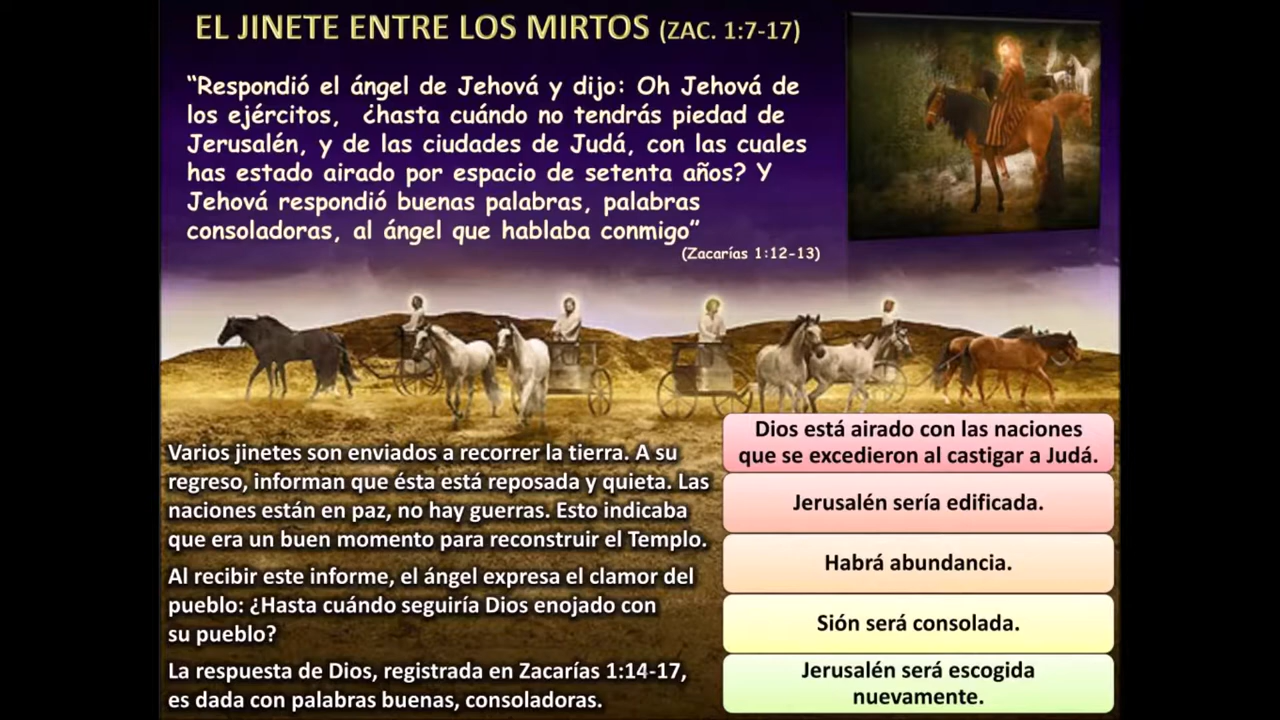 EL JINETE ENTRE LOS MIRTOS (ZAC. 1:7-17)
“Respondió el ángel de Jehová y dijo: Oh Jehová de
los ejércitos, ¿hasta cuándo no tendrás piedad de
Jerusalén, y de las ciudades de Judá, con las cuales
has estado airado por espacio de setenta años? Y
Jehová respondió buenas palabras, palabras
consoladoras, al ángel que hablaba conmigo”
(Zacarías 1:12-13)
Varios jinetes son enviados a recorrer la tierra. A su
regreso, informan que ésta está reposada y quieta. Las
naciones están en paz, no hay guerras. Esto indicaba
que era un buen momento para reconstruir el Templo.
Al recibir este informe, el ángel expresa el clamor del
pueblo: ¿Hasta cuándo seguiría Dios enojado con
su pueblo?
La respuesta de Dios, registrada en Zacarías 1:14-17,
es dada con palabras buenas, consoladoras.
Dios está airado con las naciones
que se excedieron al castigar a Judá.
Jerusalén sería edificada.
Habrá abundancia.
Sión será consolada.
Jerusalén será escogida
nuevamente.